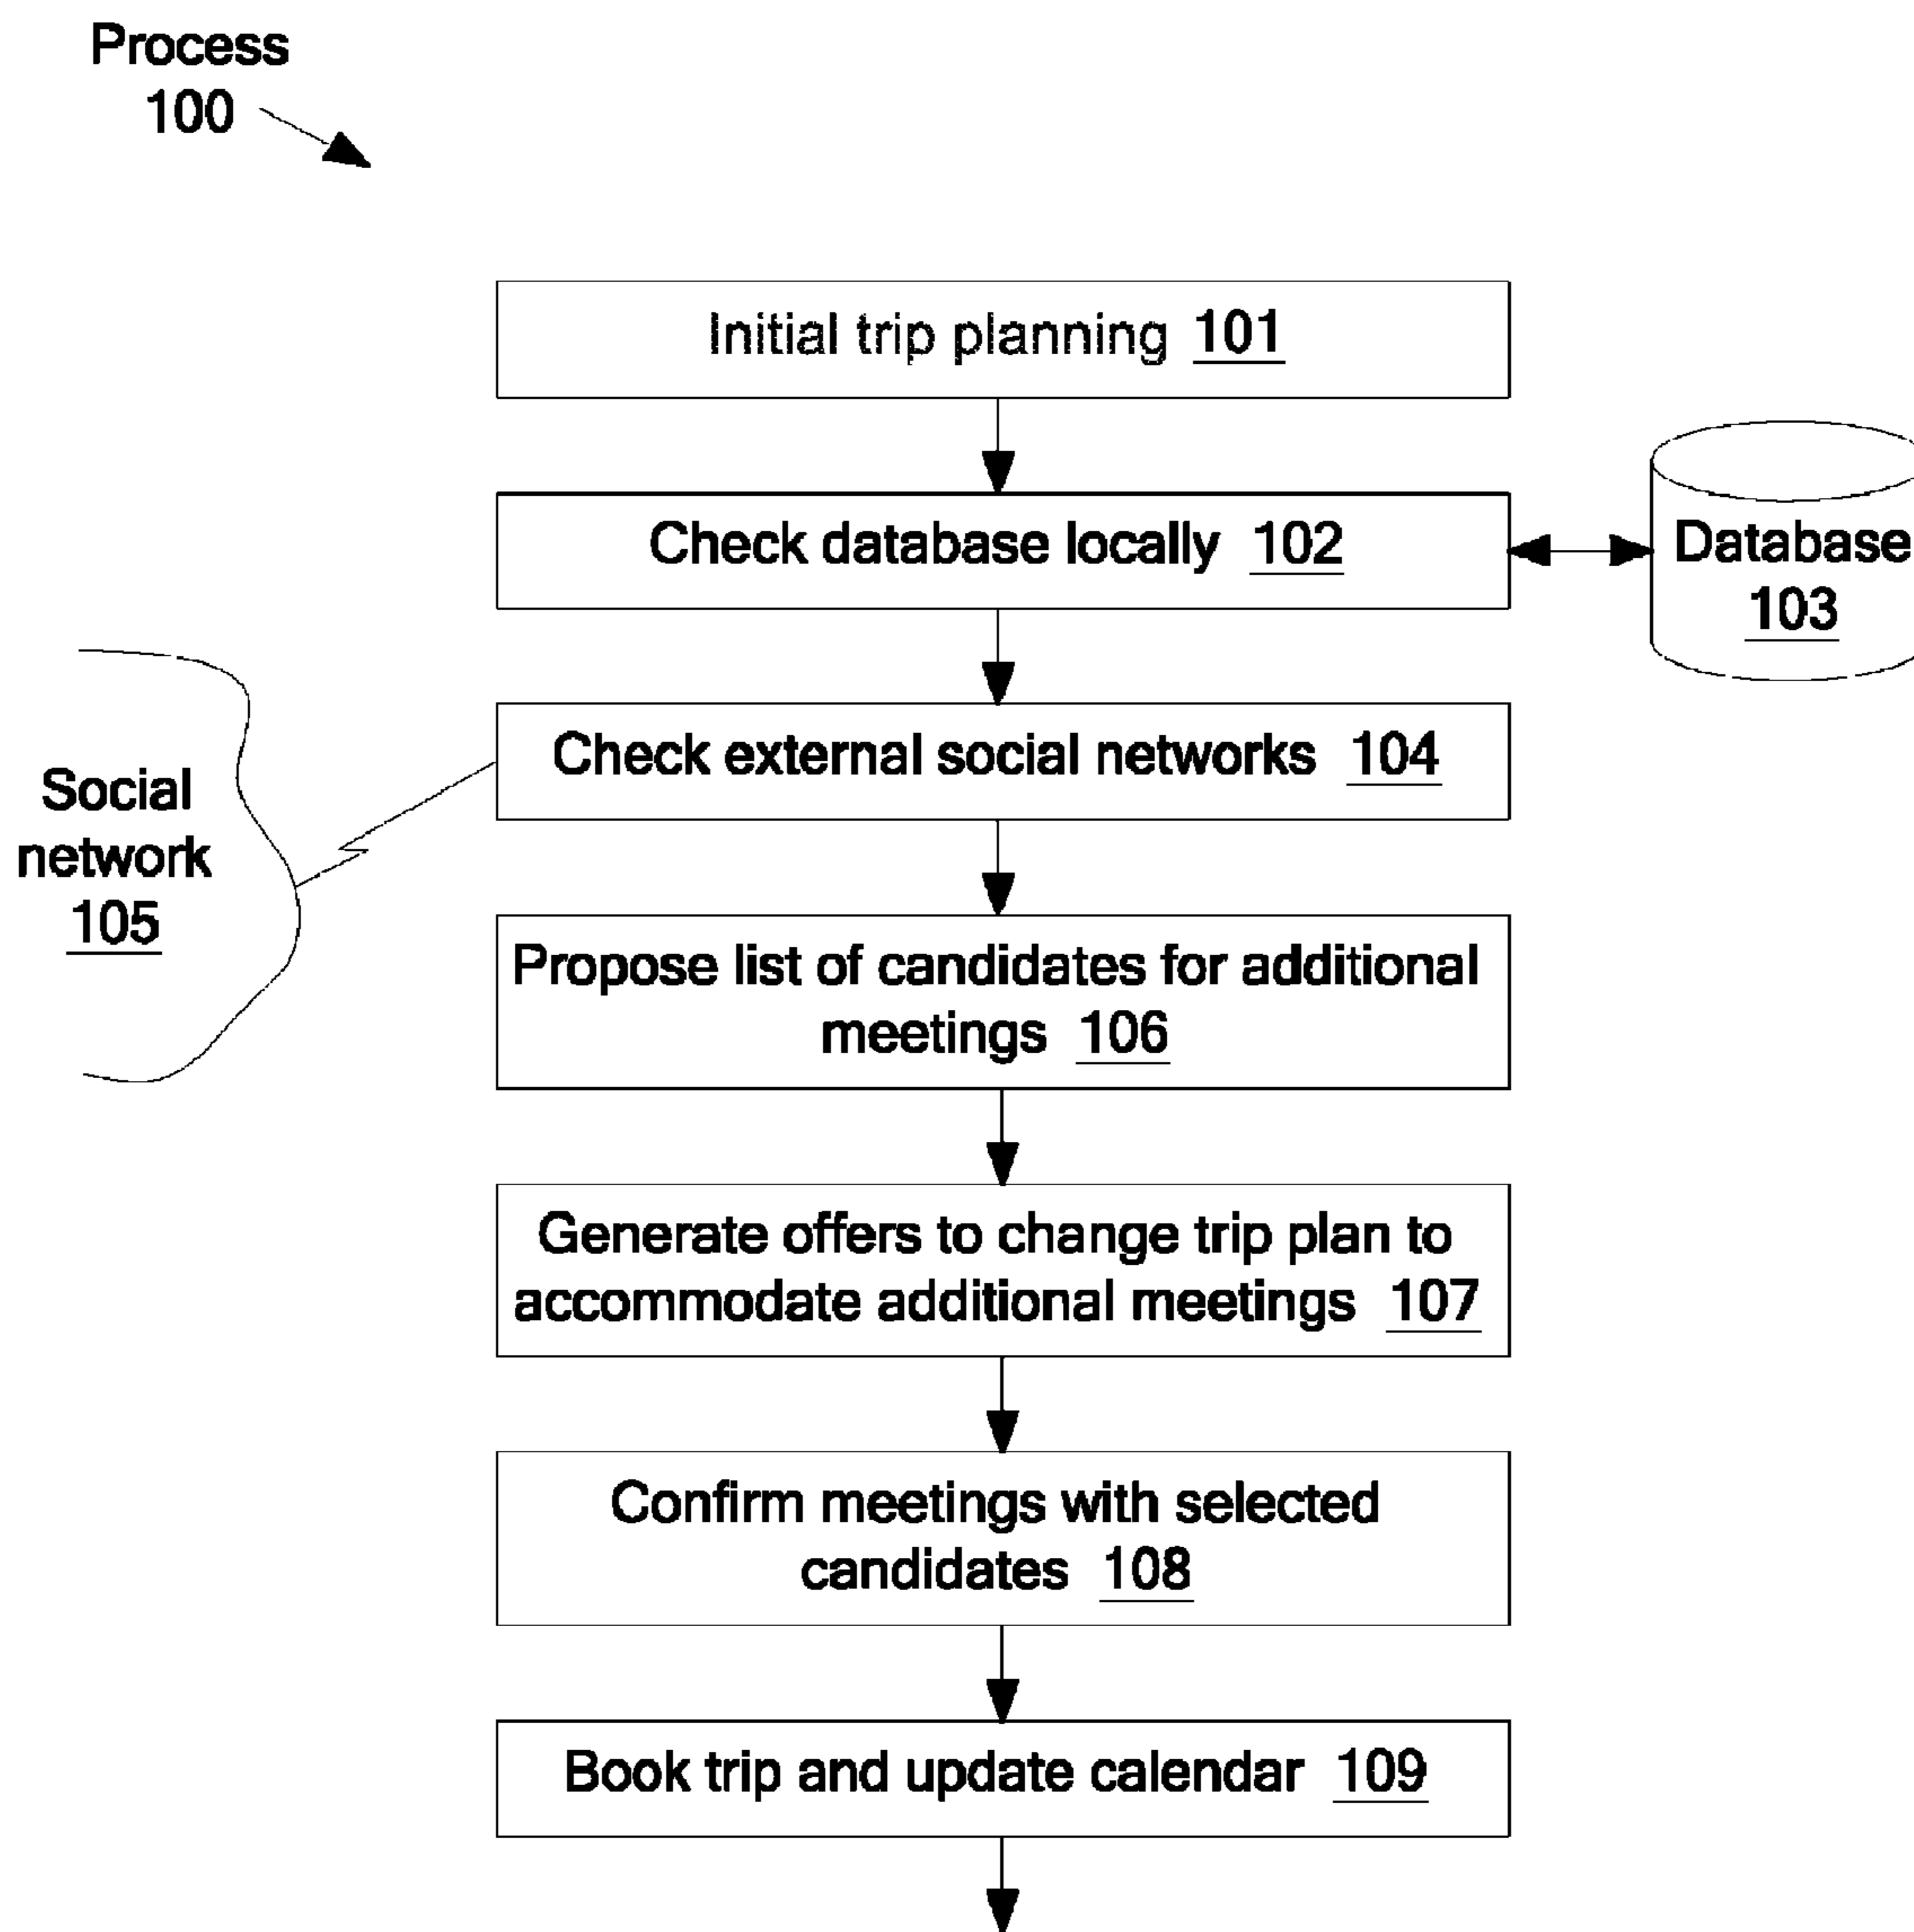 Process
100
Initial trip planning 101
Check database locally 102
Database
103
Check external social networks 104
Social
network
105
Propose list of candidates for additional
meetings 106
Generate offers to change trip plan to
accommodate additional meetings 107
Confirm meetings with selected
candidates 108
Book trip and update calendar 109